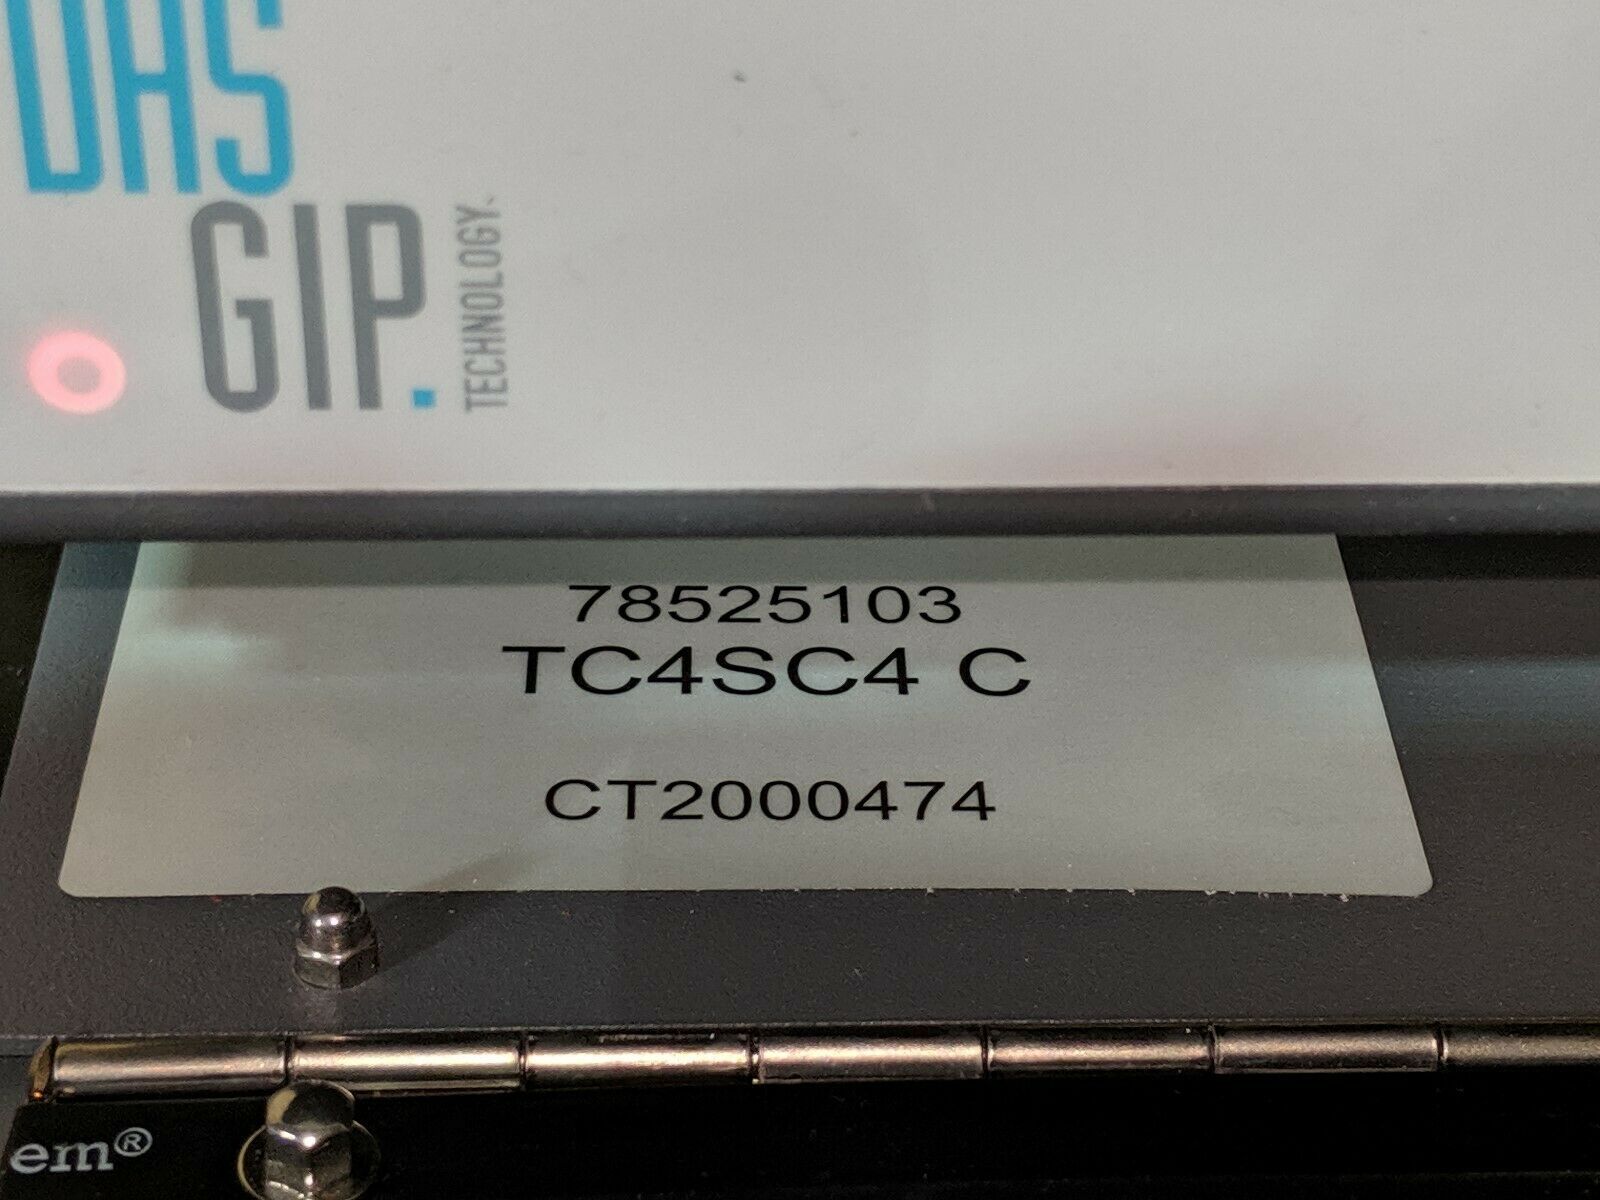 DAS
GIP.
TECHNOLOGY
78525103
TC4SC4 C
CT2000474
em®